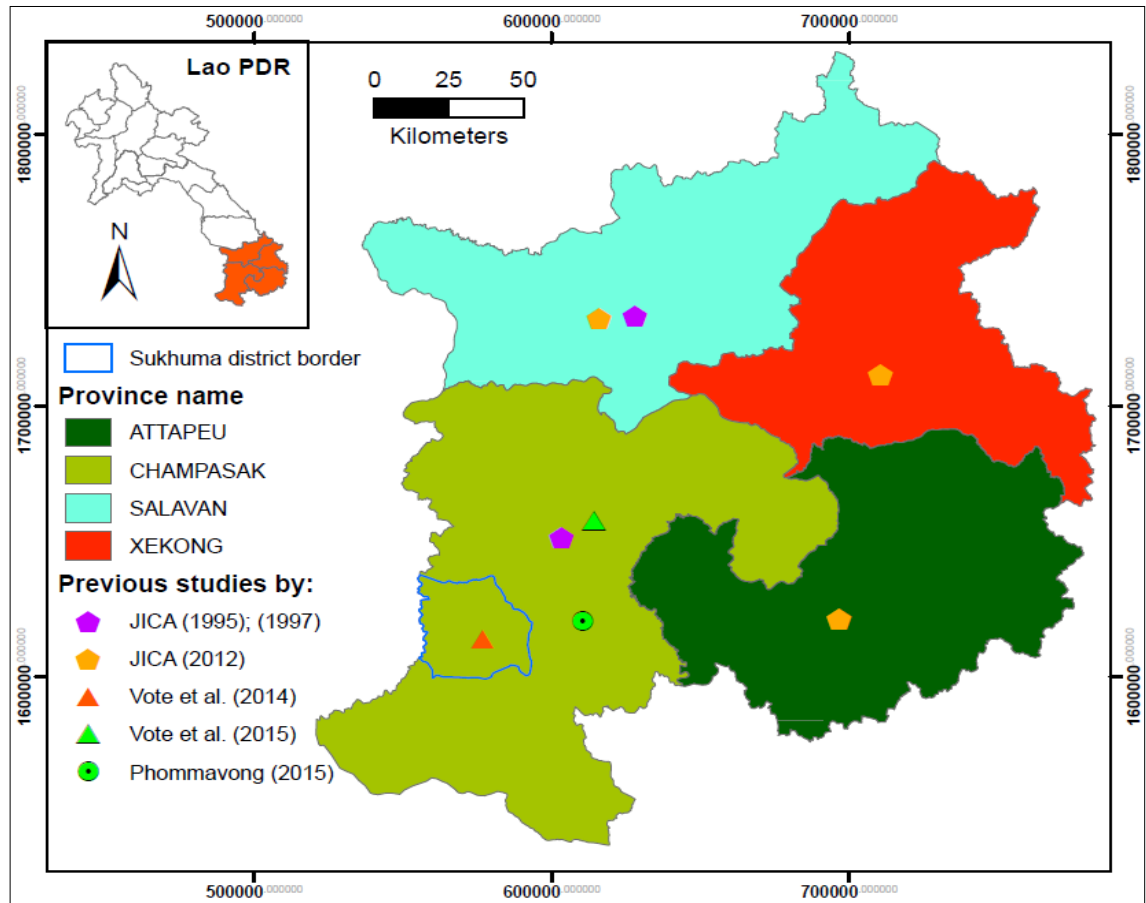 500000.000000 600000.000000 700000.000000
Lao PDR
N
0 25 50
Kilometers
1800000.000000
1700000.000000
1600000.000000
1800000.000000
1700000.000000
1600000.000000
Sukhuma district border
Province name
ATTAPEU
CHAMPASAK
SALAVAN
XEKONG
Previous studies by:
JICA (1995); (1997)
JICA (2012)
Vote et al. (2014)
Vote et al. (2015)
Phommavong (2015)
500000.000000 600000.000000 700000.000000